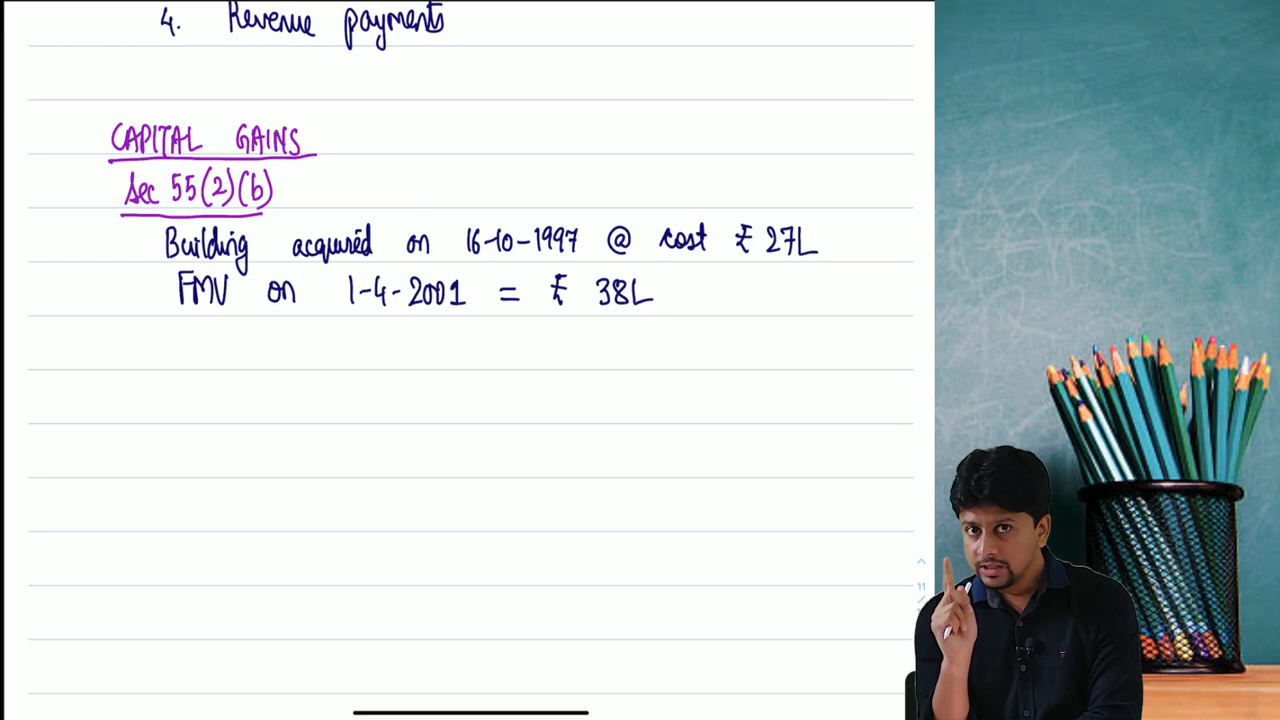 4. Revenue payments
CAPITAL GAINS
Sec 55(2)(b)
Building acquired on 16-10-1997 @ cost ₹ 27L
FMV on 1-4-2001 = ₹ 38L
11